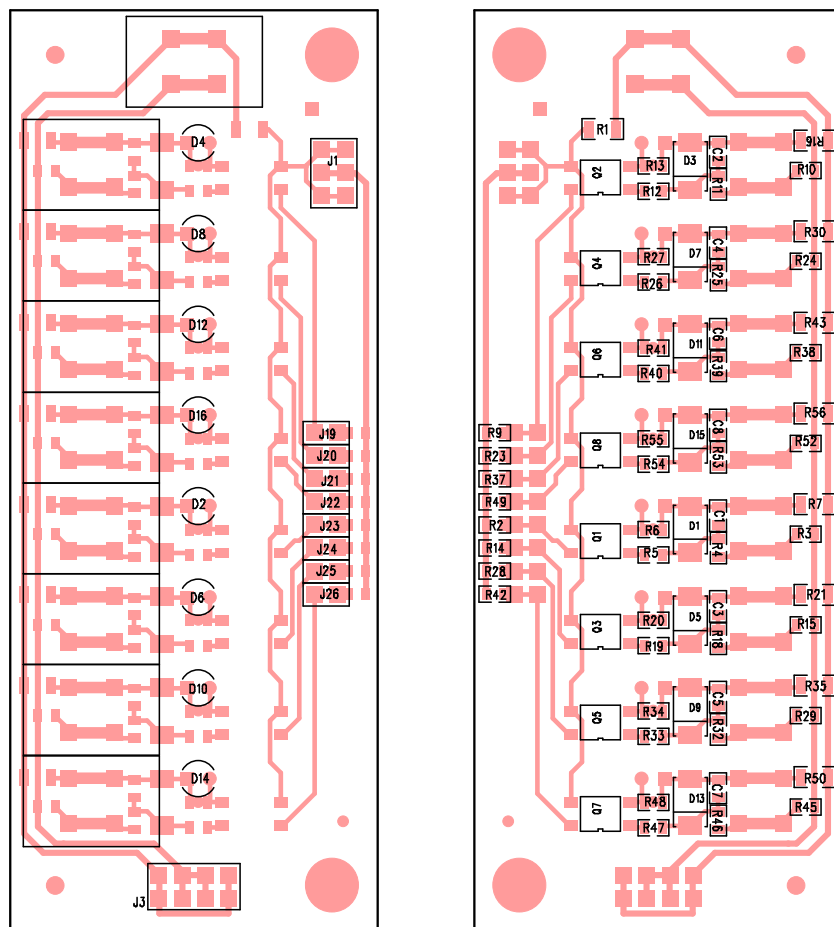 D4
J1
D8
D12
D16
J19
J20
J21
D2
J22
J23
J24
J25
D6
J26
D10
D14
J3
R1
R16
Q2
R13
D3
C2
R10
R12
R11
R30
Q4
R27
D7
C4
R24
R26
R25
R43
Q6
R41
D11
C6
R38
R40
R39
R56
R9
Q8
R55
D15
C8
R52
R23
R54
R53
R37
R49
R7
R2
Q1
R6
D1
C1
R3
R14
R5
R4
R28
R42
R21
Q3
R20
D5
C3
R15
R19
R18
R35
Q5
R34
D9
C5
R29
R33
R32
R50
Q7
R48
D13
C7
R45
R47
R46